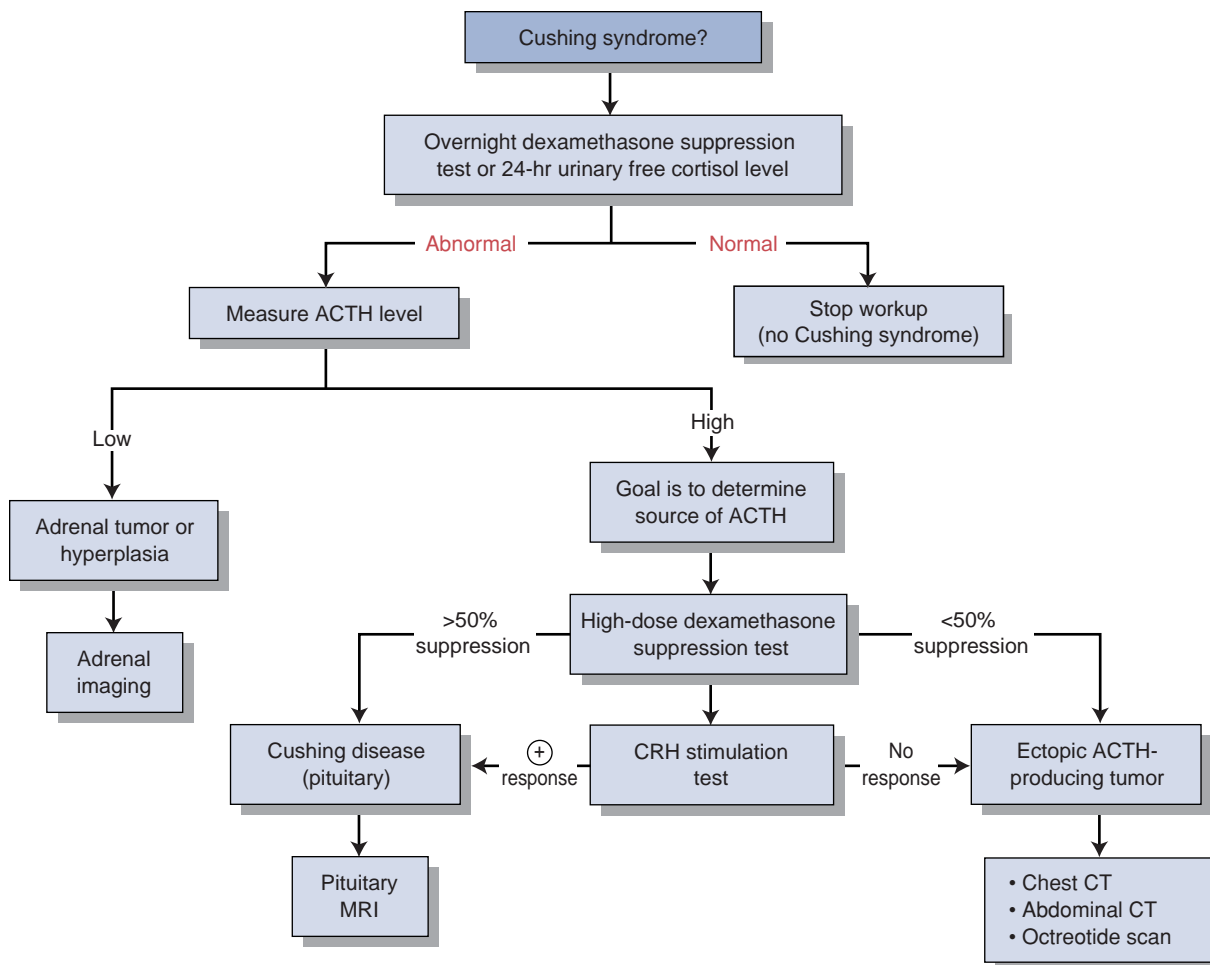 Cushing syndrome?
Overnight dexamethasone suppression
test or 24-hr urinary free cortisol level
Abnormal
Normal
Measure ACTH level
Stop workup
(no Cushing syndrome)
Low
High
Adrenal tumor or
hyperplasia
Goal is to determine
source of ACTH
Adrenal
imaging
>50%
suppression
High-dose dexamethasone
suppression test
<50%
suppression
Cushing disease
(pituitary)
+
response
CRH stimulation
test
No
response
Ectopic ACTH-
producing tumor
Pituitary
MRI
• Chest CT
• Abdominal CT
• Octreotide scan